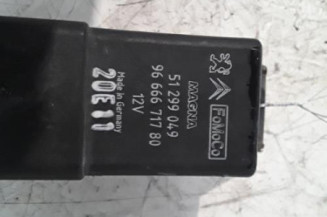 FoMoCo
MAGNA
51 299 049
96 666 717 80
12V
Made in Germany
20E11